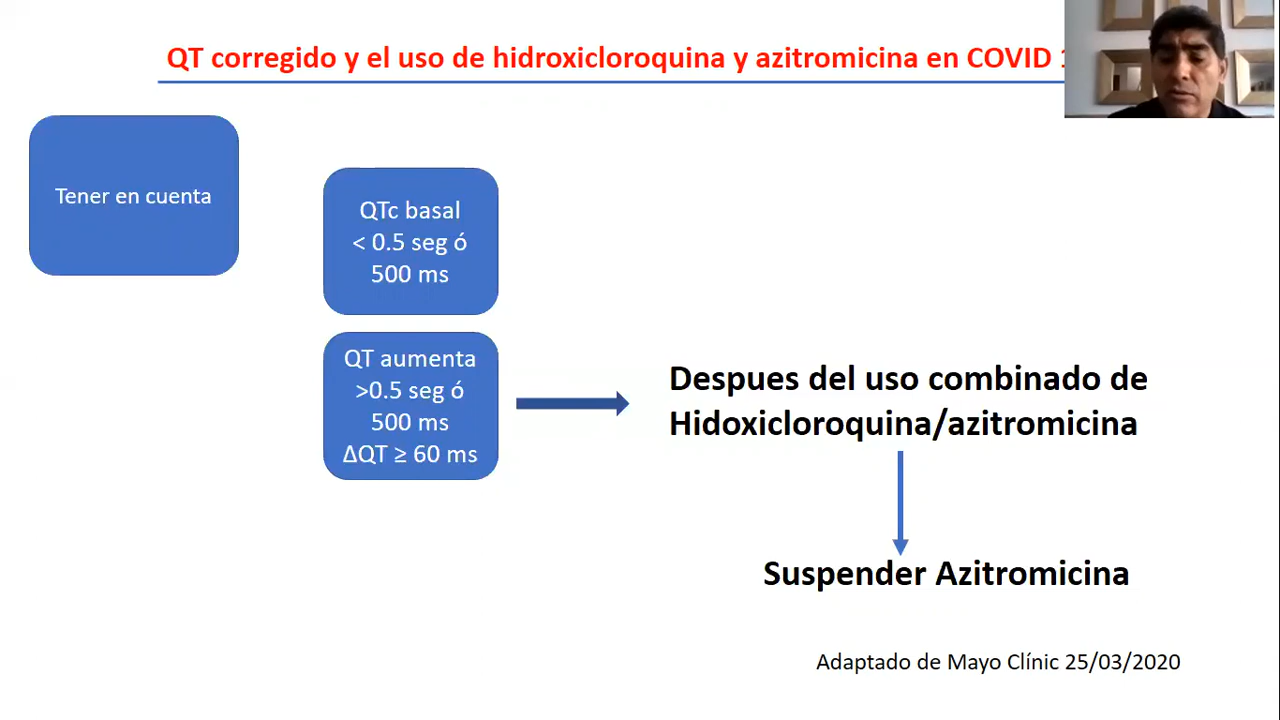 QT corregido y el uso de hidroxicloroquina y azitromicina en COVID
Tener en cuenta
QTc basal
< 0.5 seg ó
500 ms
QT aumenta
>0.5 seg ó
500 ms
ΔQT ≥ 60 ms
Despues del uso combinado de
Hidoxicloroquina/azitromicina
Suspender Azitromicina
Adaptado de Mayo Clínic 25/03/2020